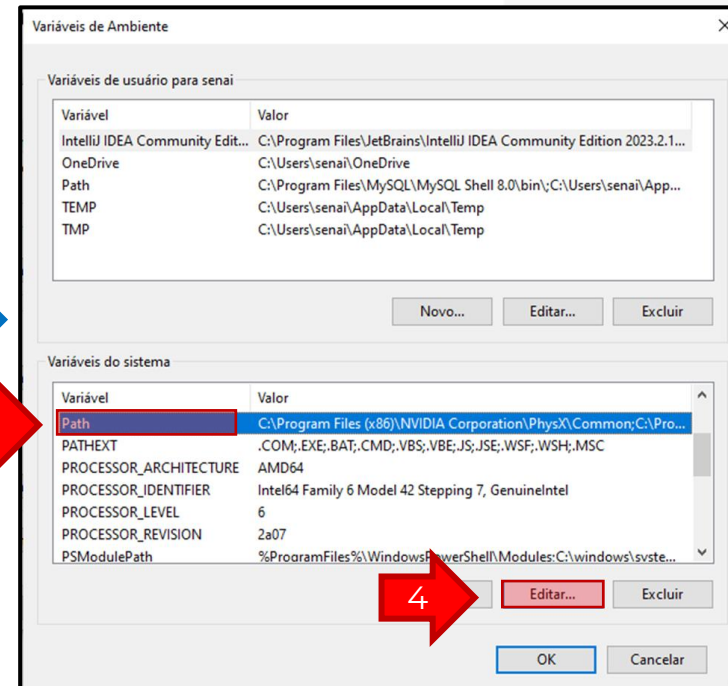 Variáveis de Ambiente
Variáveis de usuário para senai
Variável Valor
IntelliJ IDEA Community Edit... C:\Program Files\JetBrains\IntelliJ IDEA Community Edition 2023.2.1...
OneDrive C:\Users\senai\OneDrive
Path C:\Program Files\MySQL\MySQL Shell 8.0\bin\;C:\Users\senai\App...
TEMP C:\Users\senai\AppData\Local\Temp
TMP C:\Users\senai\AppData\Local\Temp
Novo... Editar... Excluir
Variáveis do sistema
Variável Valor
Path C:\Program Files (x86)\NVIDIA Corporation\PhysX\Common;C:\Pro...
PATHEXT .COM;.EXE;.BAT;.CMD;.VBS;.VBE;.JS;.JSE;.WSF;.WSH;.MSC
PROCESSOR_ARCHITECTURE AMD64
PROCESSOR_IDENTIFIER Intel64 Family 6 Model 42 Stepping 7, GenuineIntel
PROCESSOR_LEVEL 6
PROCESSOR_REVISION 2a07
PSModulePath %ProgramFiles%\WindowsPowerShell\Modules;C:\windows\syste...
4 Editar... Excluir
OK Cancelar